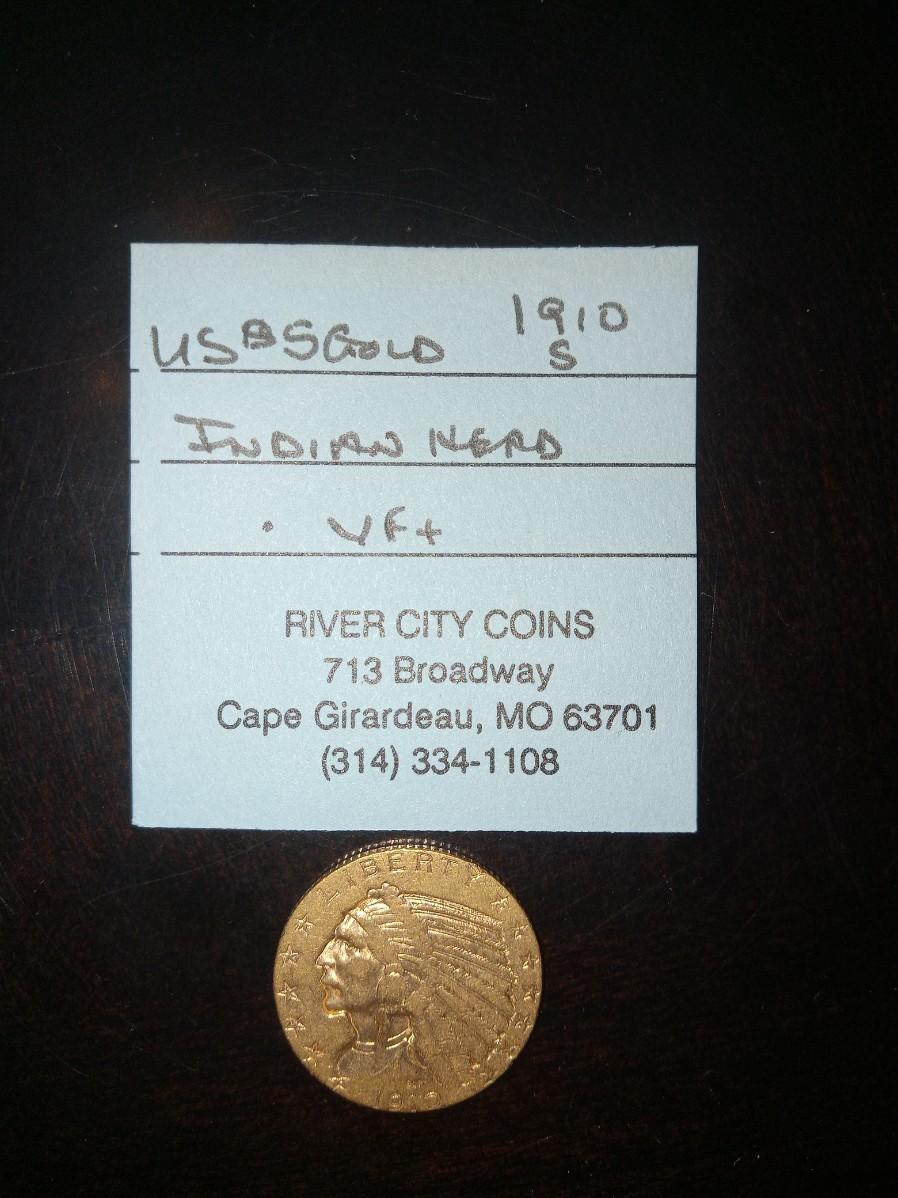 US $5 GOLD 1910
S
INDIAN HEAD
• VF+
RIVER CITY COINS
713 Broadway
Cape Girardeau, MO 63701
(314) 334-1108
LIBERTY
1910